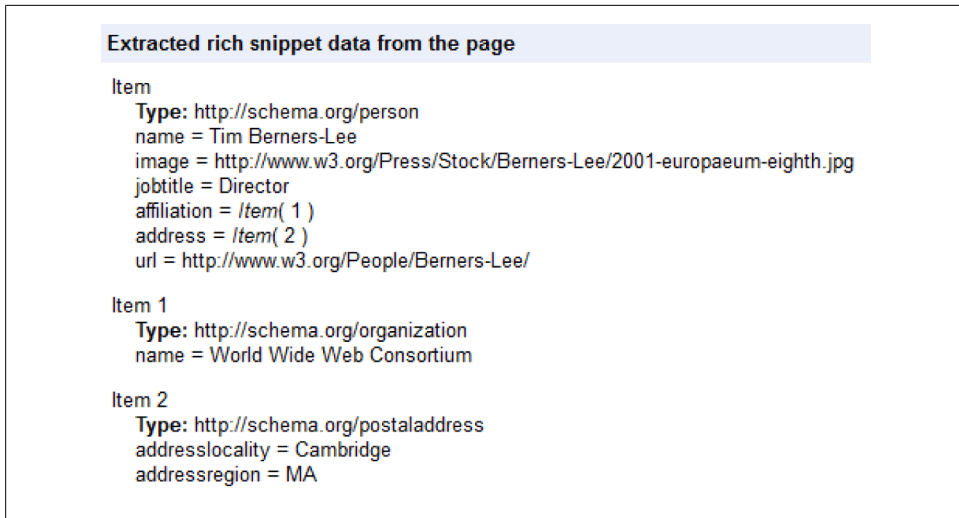 Extracted rich snippet data from the page
Item
Type: http://schema.org/person
name = Tim Berners-Lee
image = http://www.w3.org/Press/Stock/Berners-Lee/2001-europaeum-eighth.jpg
jobtitle = Director
affiliation = Item( 1 )
address = Item( 2 )
url = http://www.w3.org/People/Berners-Lee/
Item 1
Type: http://schema.org/organization
name = World Wide Web Consortium
Item 2
Type: http://schema.org/postaladdress
addresslocality = Cambridge
addressregion = MA